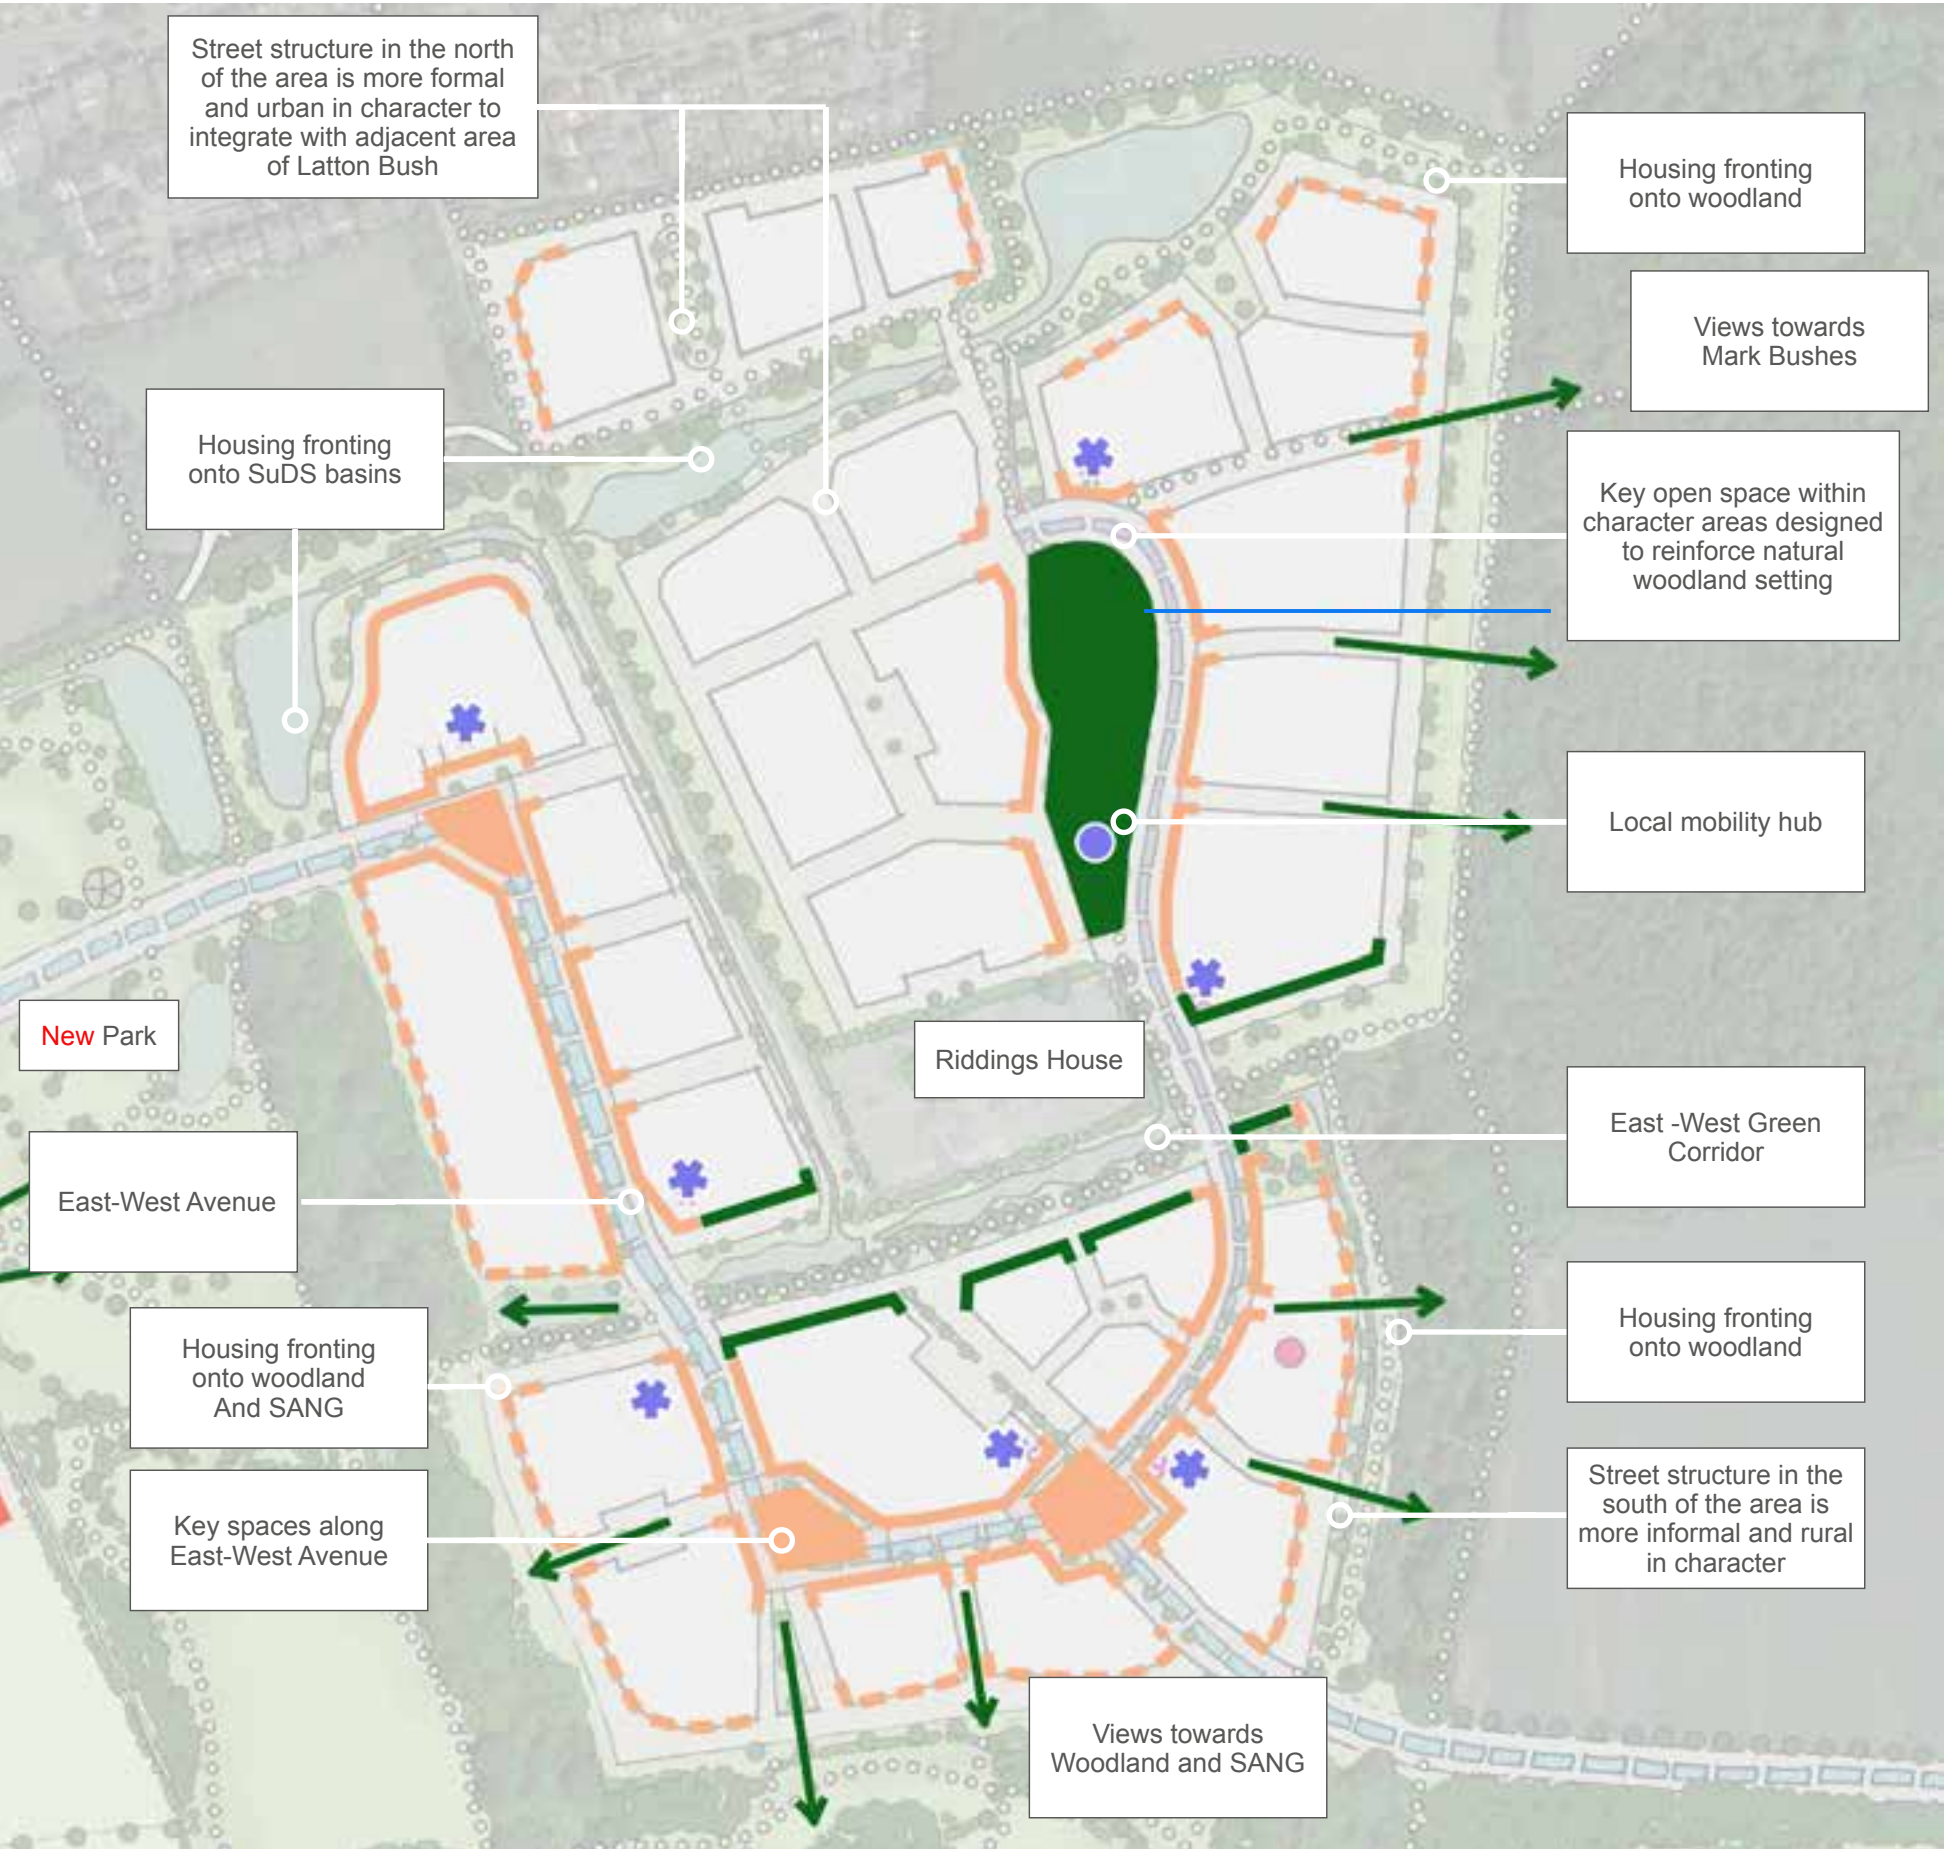 Street structure in the north
of the area is more formal
and urban in character to
integrate with adjacent area
of Latton Bush
Housing fronting
onto woodland
Views towards
Mark Bushes
Housing fronting
onto SuDS basins
Key open space within
character areas designed
to reinforce natural
woodland setting
Local mobility hub
New Park
Riddings House
East -West Green
Corridor
East-West Avenue
Housing fronting
onto woodland
Housing fronting
onto woodland
And SANG
Key spaces along
East-West Avenue
Street structure in the
south of the area is
more informal and rural
in character
Views towards
Woodland and SANG